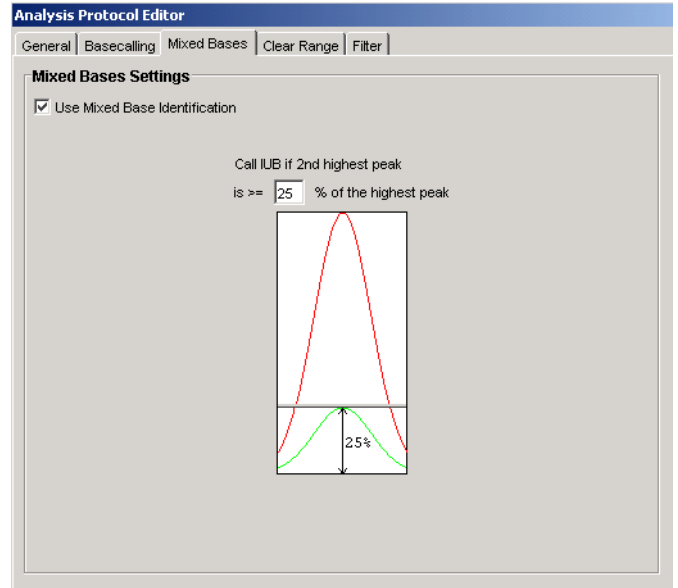 Analysis Protocol Editor
General Basecalling Mixed Bases Clear Range Filter
Mixed Bases Settings
Use Mixed Base Identification
Call IUB if 2nd highest peak
is >= 25 % of the highest peak
25%